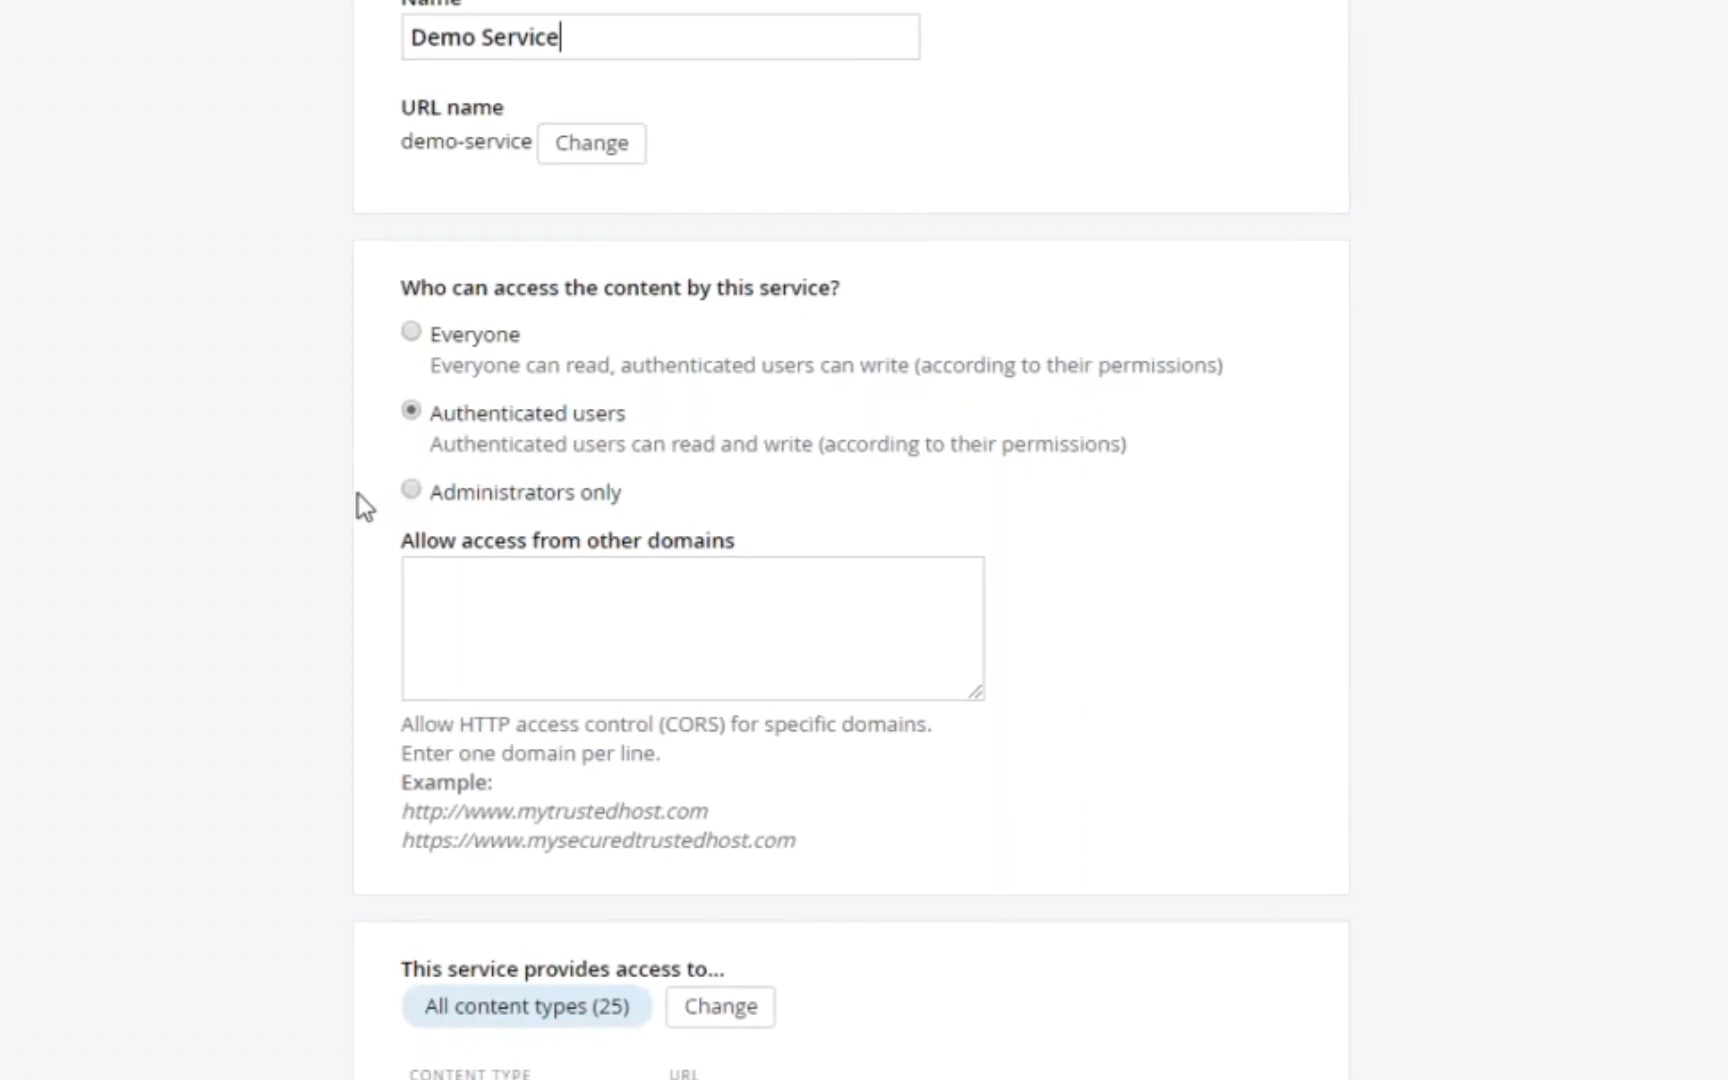 Name
Demo Service
URL name
demo-service Change
Who can access the content by this service?
Everyone
Everyone can read, authenticated users can write (according to their permissions)
Authenticated users
Authenticated users can read and write (according to their permissions)
Administrators only
Allow access from other domains
Allow HTTP access control (CORS) for specific domains.
Enter one domain per line.
Example:
http://www.mytrustedhost.com
https://www.mysecuredtrustedhost.com
This service provides access to...
All content types (25) Change
CONTENT TYPE URL